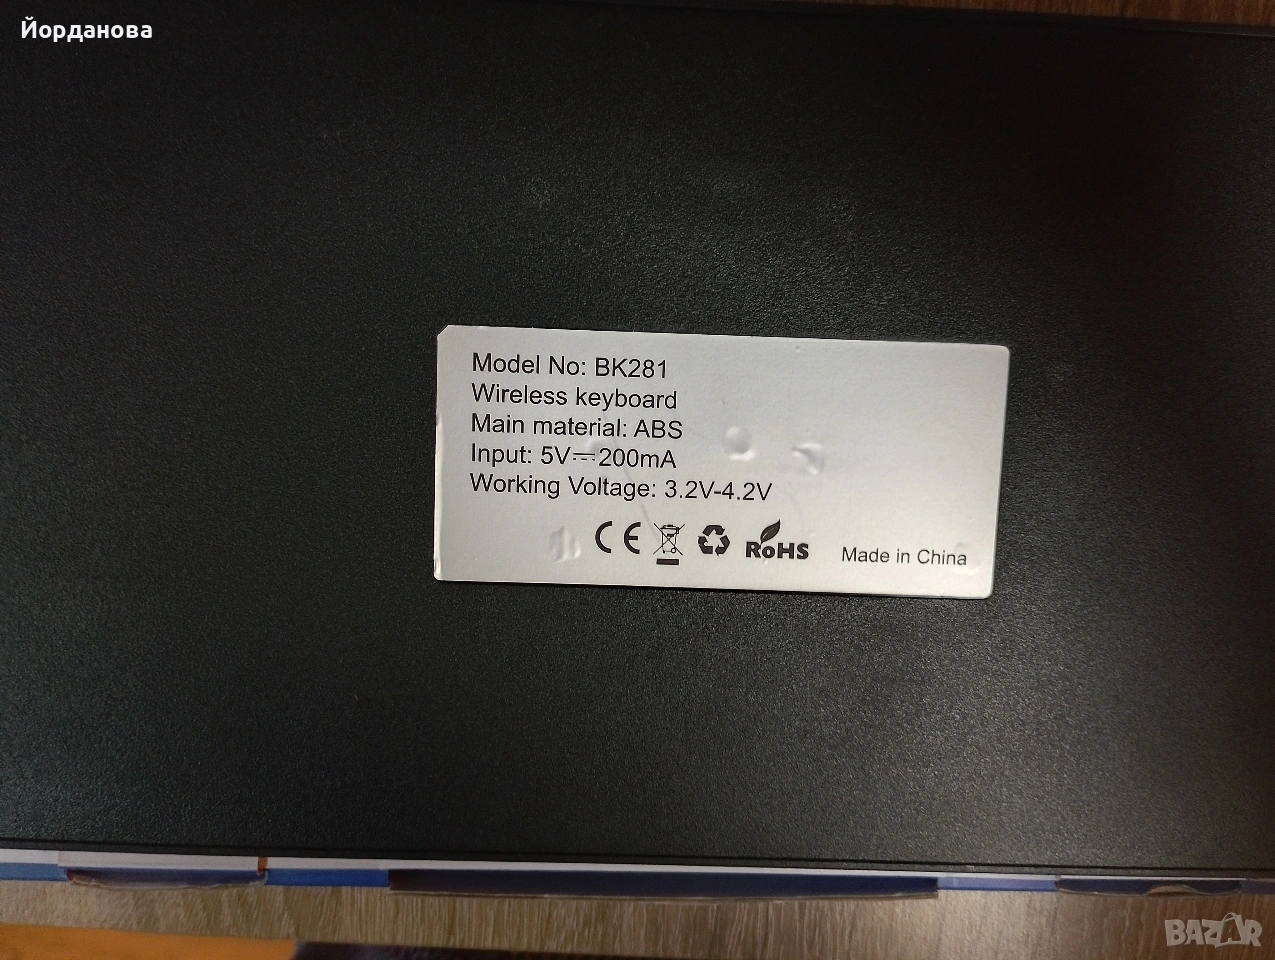 Йорданова
Model No: BK281
Wireless keyboard
Main material: ABS
Input: 5V⎓200mA
Working Voltage: 3.2V-4.2V
CE RoHS Made in China
BAZAR